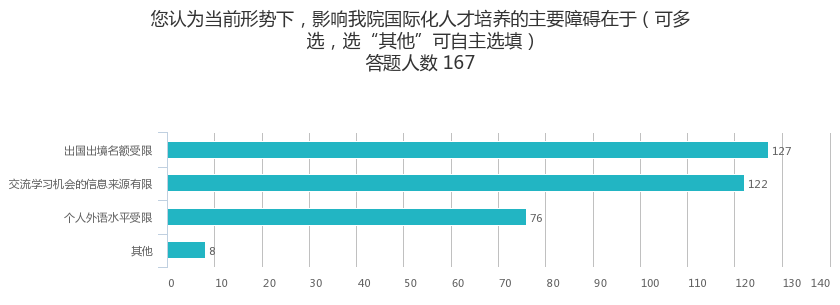 您认为当前形势下，影响我院国际化人才培养的主要障碍在于（可多
选，选“其他”可自主选填）
答题人数 167
出国出境名额受限
127
交流学习机会的信息来源有限
122
个人外语水平受限
76
其他
8
0 10 20 30 40 50 60 70 80 90 100 110 120 130 140